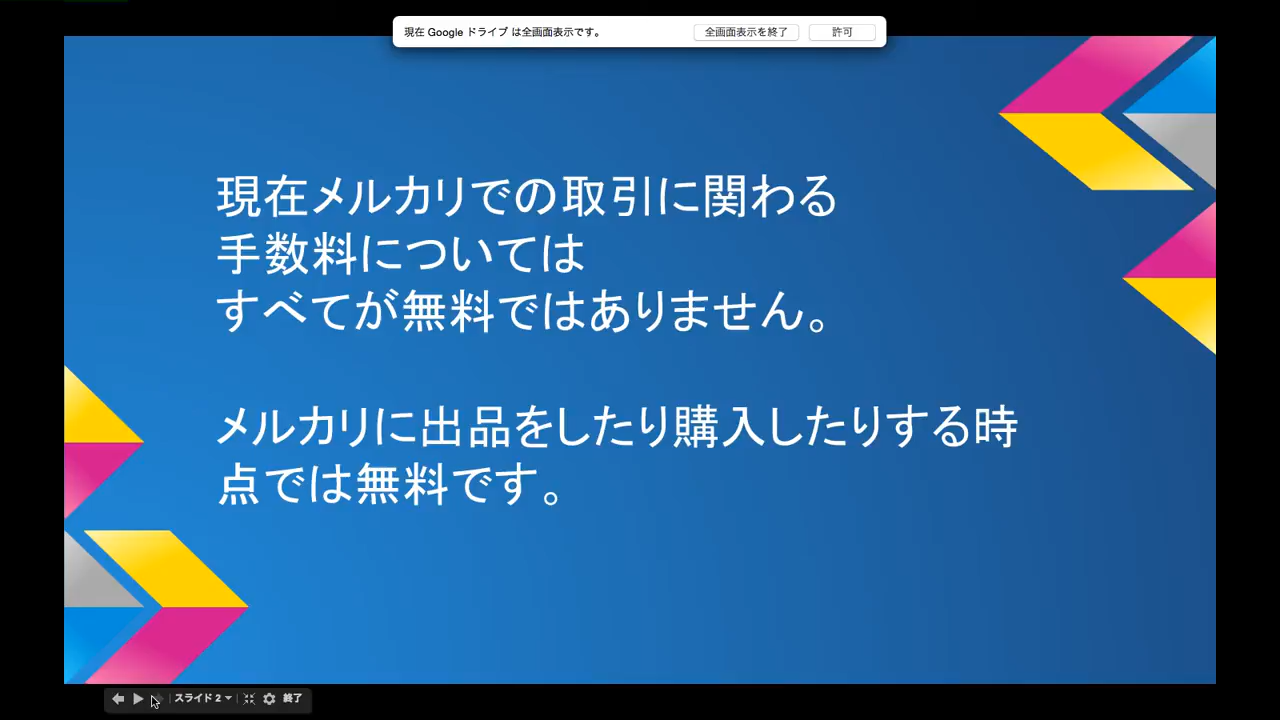 現在 Google ドライブ は全画面表示です。 全画面表示を終了 許可
現在メルカリでの取引に関わる
手数料については
すべてが無料ではありません。
メルカリに出品をしたり購入したりする時
点では無料です。
スライド 2 終了